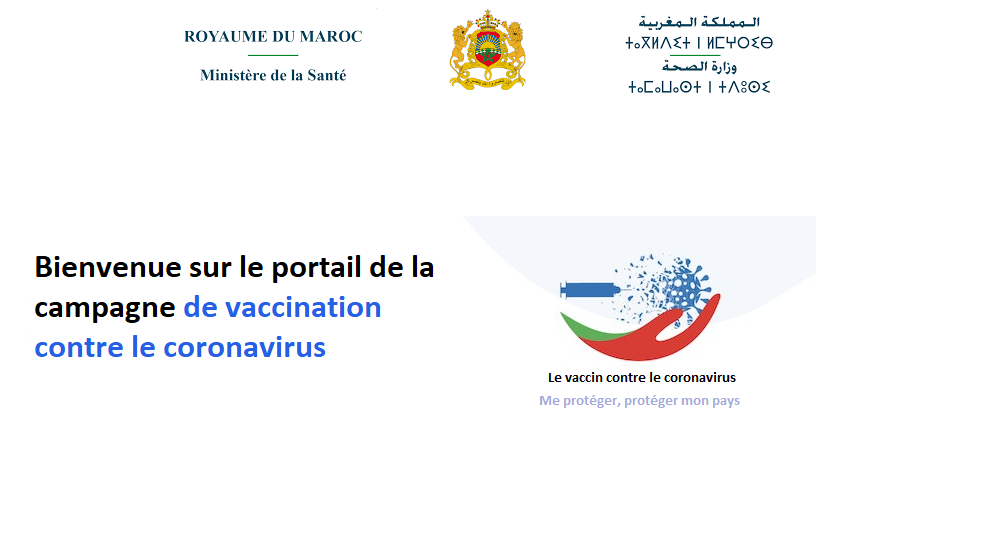 ROYAUME DU MAROC
Ministère de la Santé
المملكة المغربية
ⵜⴰⴳⵍⴷⵉⵜ ⵏ ⵍⵎⵖⵔⵉⴱ
وزارة الصحة
ⵜⴰⵎⴰⵡⴰⵙⵜ ⵏ ⵜⴷⵓⵙⵉ
Bienvenue sur le portail de la
campagne de vaccination
contre le coronavirus
Le vaccin contre le coronavirus
Me protéger, protéger mon pays